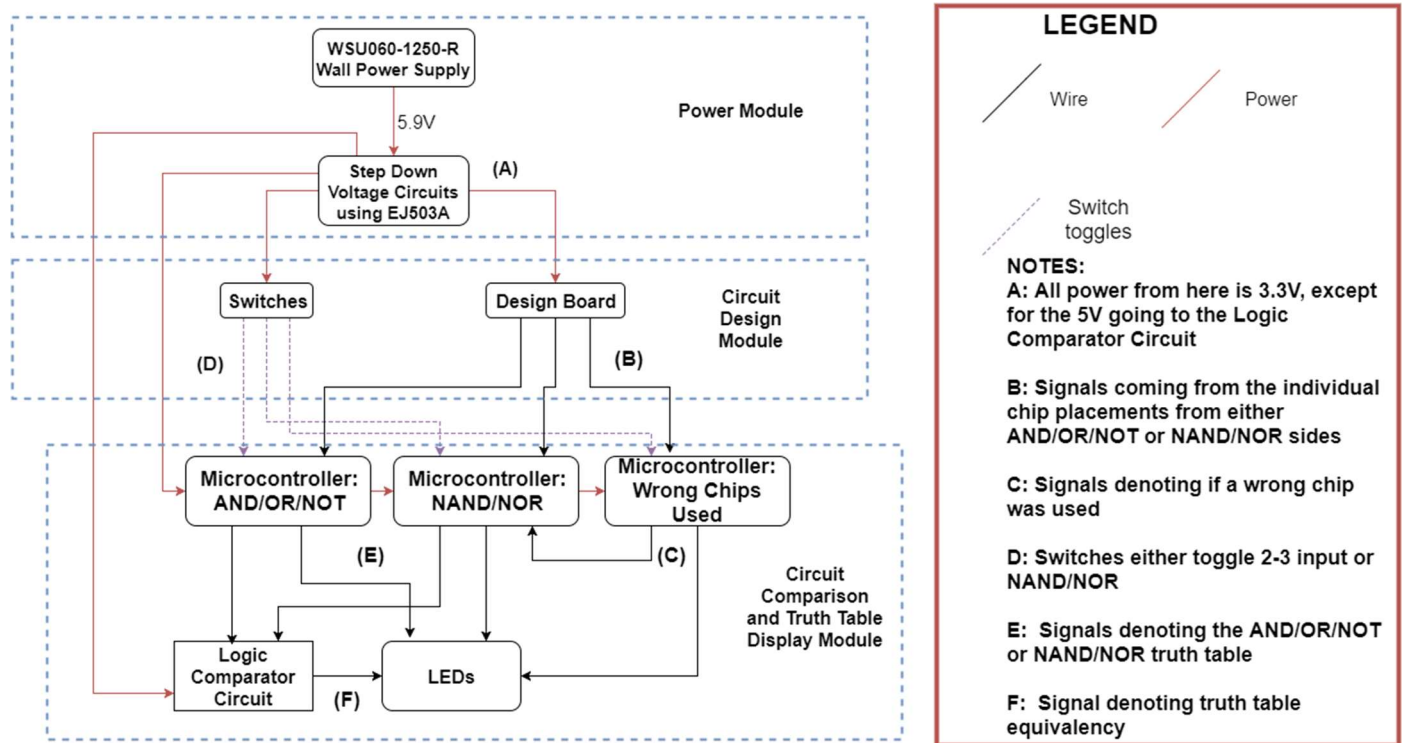 WSU060-1250-R
Wall Power Supply
5.9V
Power Module
Step Down
Voltage Circuits
using EJ503A
(A)
Switches
Design Board
Circuit
Design
Module
(D)
(B)
Microcontroller:
AND/OR/NOT
Microcontroller:
NAND/NOR
Microcontroller:
Wrong Chips
Used
(E)
(C)
Circuit
Comparison
and Truth Table
Display Module
Logic
Comparator
Circuit
(F)
LEDs
LEGEND
Wire
Power
Switch
toggles
NOTES:
A: All power from here is 3.3V, except
for the 5V going to the Logic
Comparator Circuit
B: Signals coming from the individual
chip placements from either
AND/OR/NOT or NAND/NOR sides
C: Signals denoting if a wrong chip
was used
D: Switches either toggle 2-3 input or
NAND/NOR
E: Signals denoting the AND/OR/NOT
or NAND/NOR truth table
F: Signal denoting truth table
equivalency